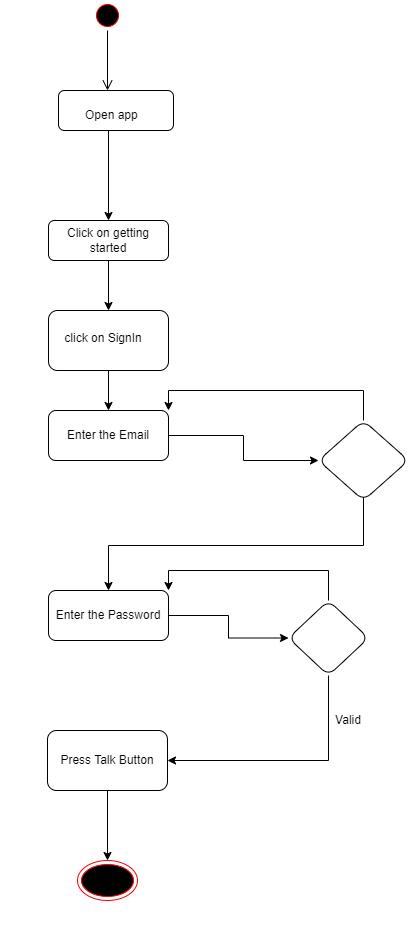 Open app
Click on getting
started
click on SignIn
Enter the Email
Enter the Password
Valid
Press Talk Button